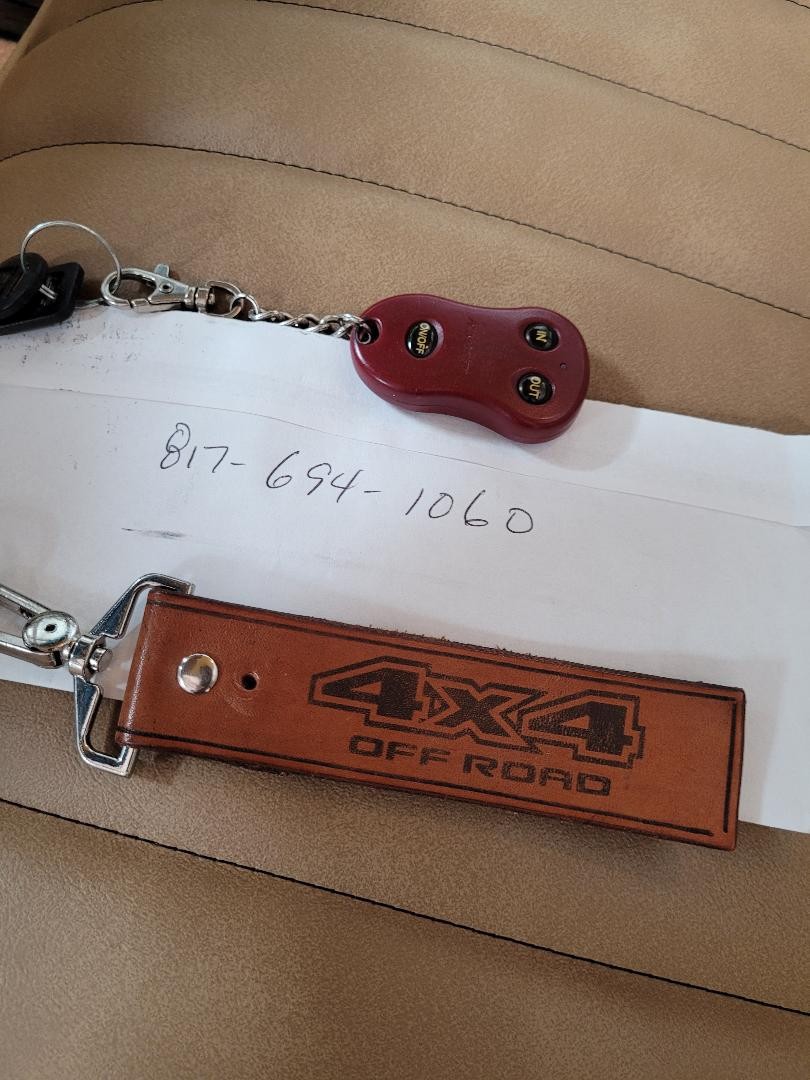 ON/OFF
IN
OUT
817-694-1060
4x4
OFF ROAD